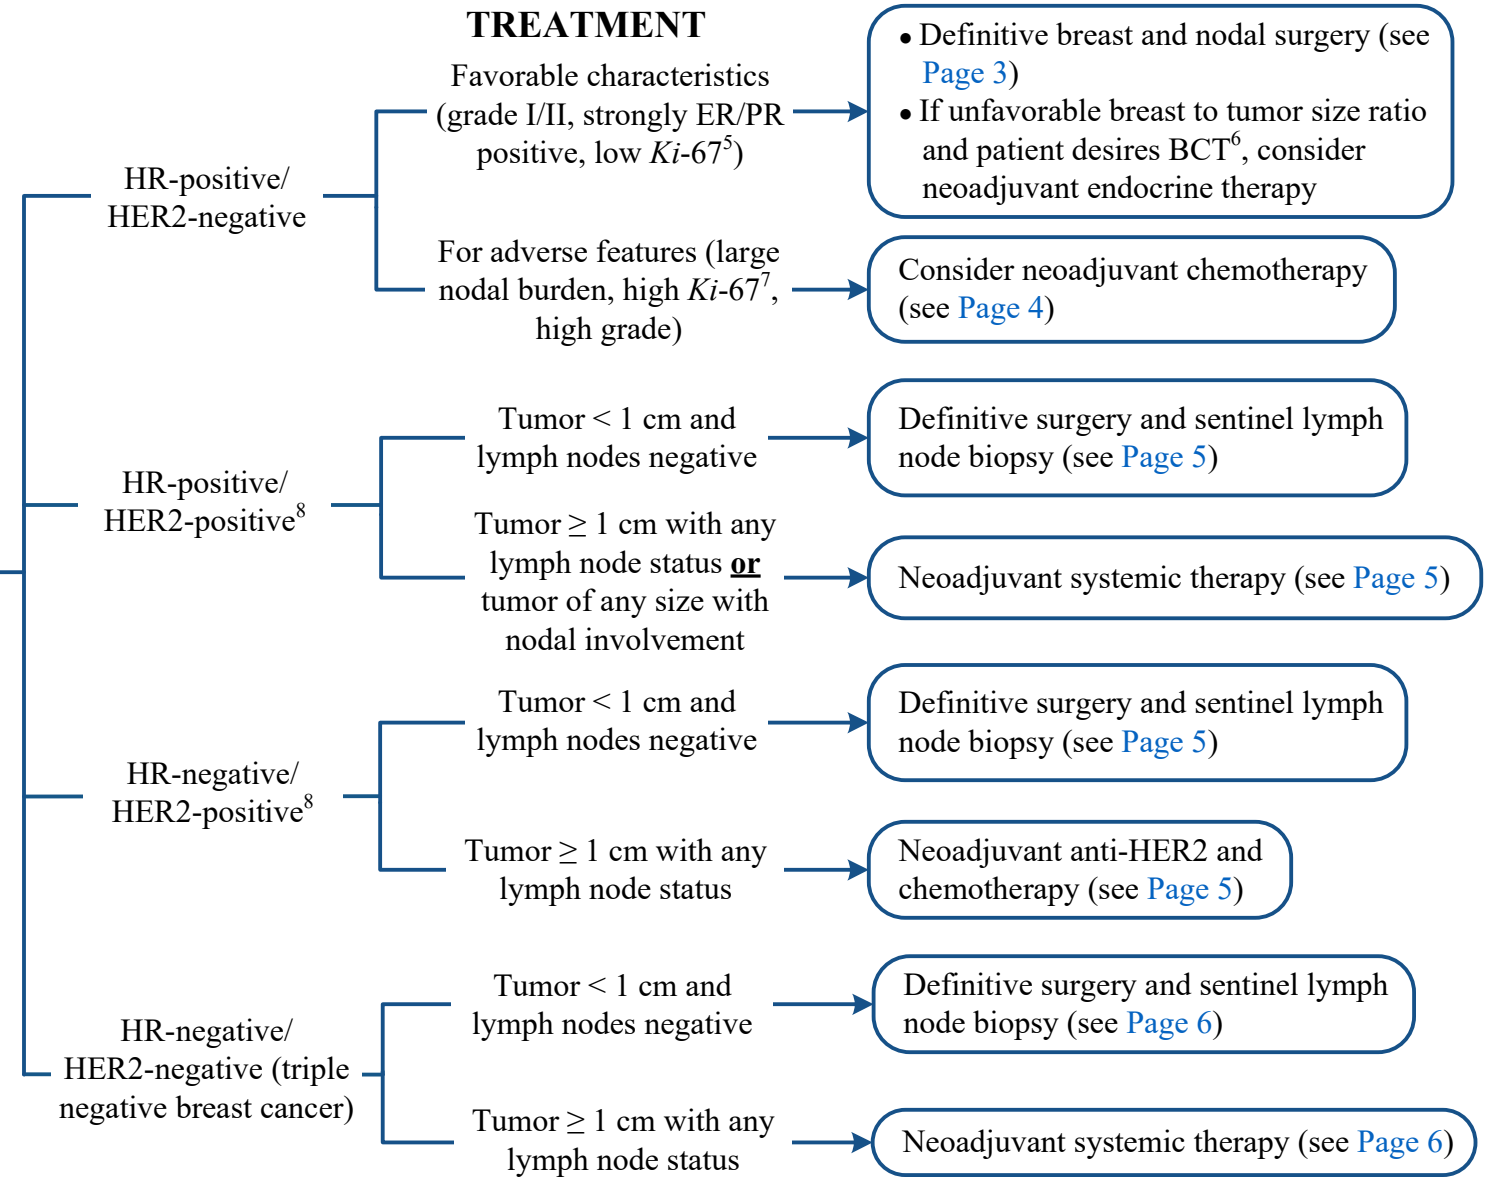 TREATMENT
HR-positive/
HER2-negative
Favorable characteristics
(grade I/II, strongly ER/PR
positive, low Ki-67⁵)
• Definitive breast and nodal surgery (see
Page 3)
• If unfavorable breast to tumor size ratio
and patient desires BCT⁶, consider
neoadjuvant endocrine therapy
For adverse features (large
nodal burden, high Ki-67⁷,
high grade)
Consider neoadjuvant chemotherapy
(see Page 4)
HR-positive/
HER2-positive⁸
Tumor < 1 cm and
lymph nodes negative
Definitive surgery and sentinel lymph
node biopsy (see Page 5)
Tumor ≥ 1 cm with any
lymph node status or
tumor of any size with
nodal involvement
Neoadjuvant systemic therapy (see Page 5)
HR-negative/
HER2-positive⁸
Tumor < 1 cm and
lymph nodes negative
Definitive surgery and sentinel lymph
node biopsy (see Page 5)
Tumor ≥ 1 cm with any
lymph node status
Neoadjuvant anti-HER2 and
chemotherapy (see Page 5)
HR-negative/
HER2-negative (triple
negative breast cancer)
Tumor < 1 cm and
lymph nodes negative
Definitive surgery and sentinel lymph
node biopsy (see Page 6)
Tumor ≥ 1 cm with any
lymph node status
Neoadjuvant systemic therapy (see Page 6)